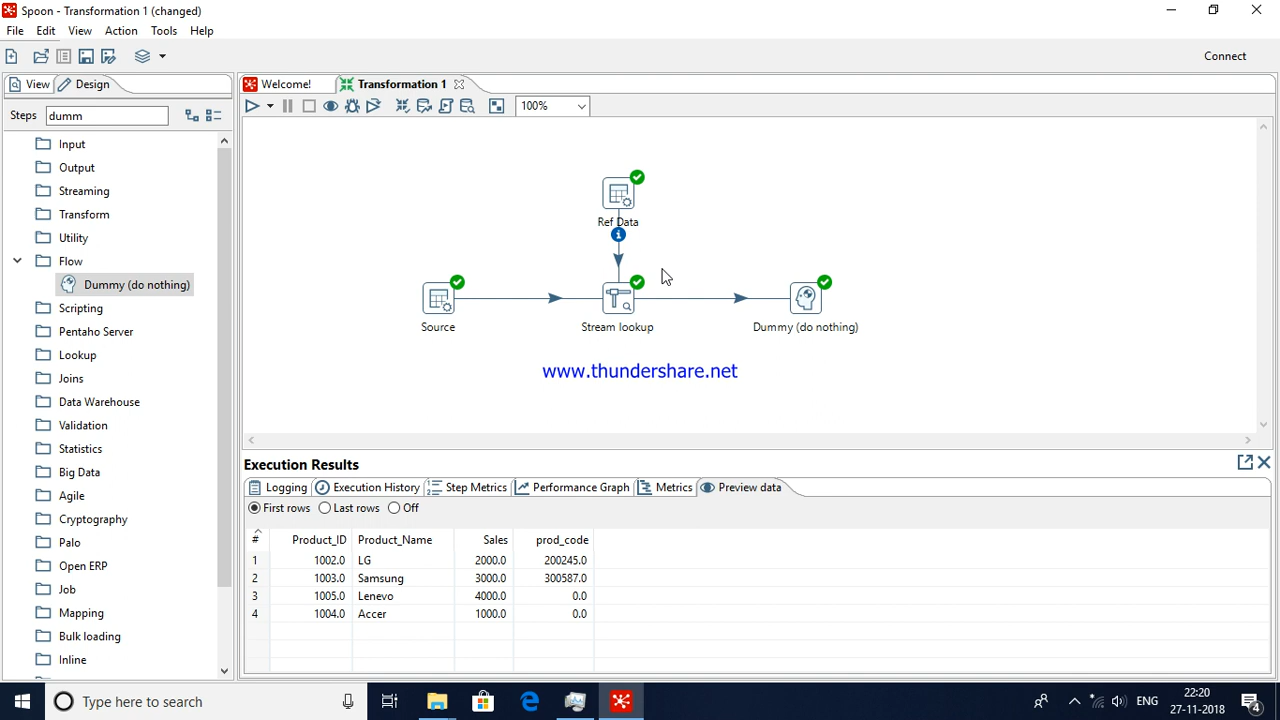 Spoon - Transformation 1 (changed)
File Edit View Action Tools Help
Connect
View Design
Welcome! Transformation 1
Steps dumm
100%
Input
Output
Streaming
Transform
Utility
Flow
Dummy (do nothing)
Scripting
Pentaho Server
Lookup
Joins
Data Warehouse
Validation
Statistics
Big Data
Agile
Cryptography
Palo
Open ERP
Job
Mapping
Bulk loading
Inline
Ref Data
Source Stream lookup Dummy (do nothing)
www.thundershare.net
Execution Results
Logging Execution History Step Metrics Performance Graph Metrics Preview data
First rows Last rows Off
# Product_ID Product_Name Sales prod_code
1 1002.0 LG 2000.0 200245.0
2 1003.0 Samsung 3000.0 300587.0
3 1005.0 Lenevo 4000.0 0.0
4 1004.0 Accer 1000.0 0.0
Type here to search
ENG
22:20
27-11-2018
4